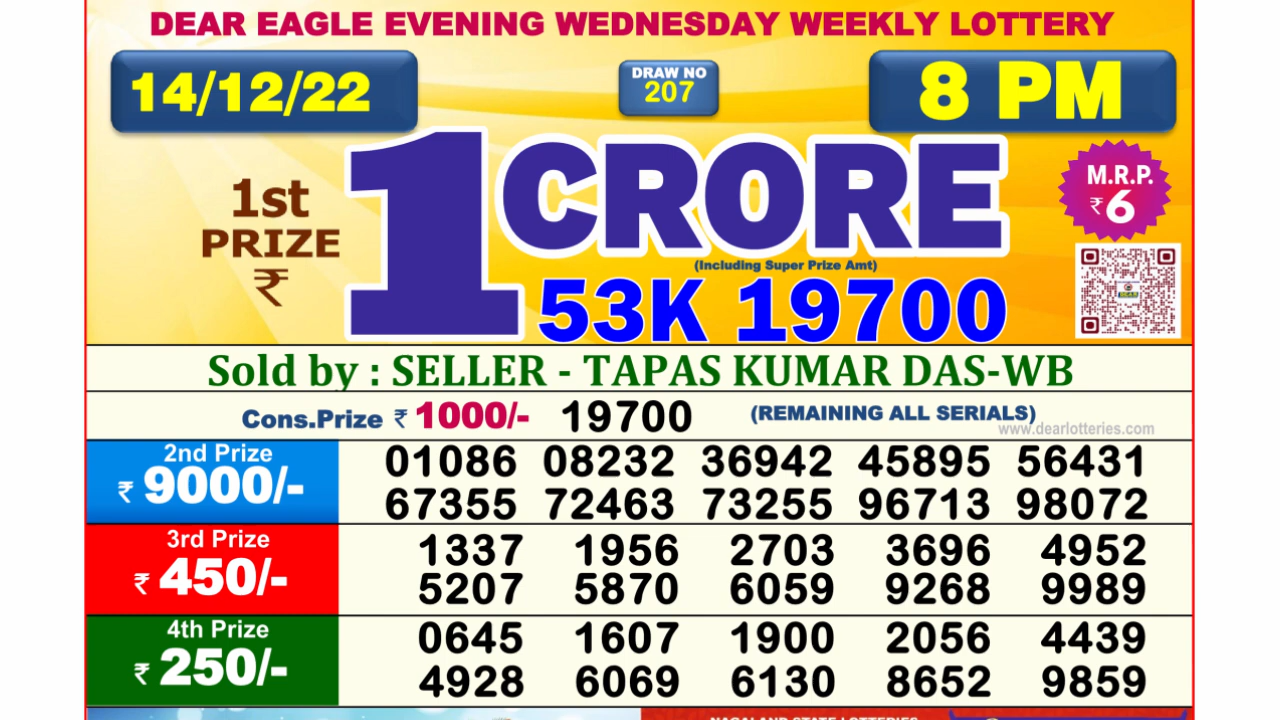 DEAR EAGLE EVENING WEDNESDAY WEEKLY LOTTERY
14/12/22
DRAW NO
207
8 PM
1st
PRIZE
₹
1 CRORE
(Including Super Prize Amt)
53K 19700
M.R.P.
₹6
Sold by : SELLER - TAPAS KUMAR DAS-WB
Cons.Prize ₹ 1000/- 19700 (REMAINING ALL SERIALS)
www.dearlotteries.com
2nd Prize
₹ 9000/-
01086 08232 36942 45895 56431
67355 72463 73255 96713 98072
3rd Prize
₹ 450/-
1337 1956 2703 3696 4952
5207 5870 6059 9268 9989
4th Prize
₹ 250/-
0645 1607 1900 2056 4439
4928 6069 6130 8652 9859
NAGALAND STATE LOTTERIES